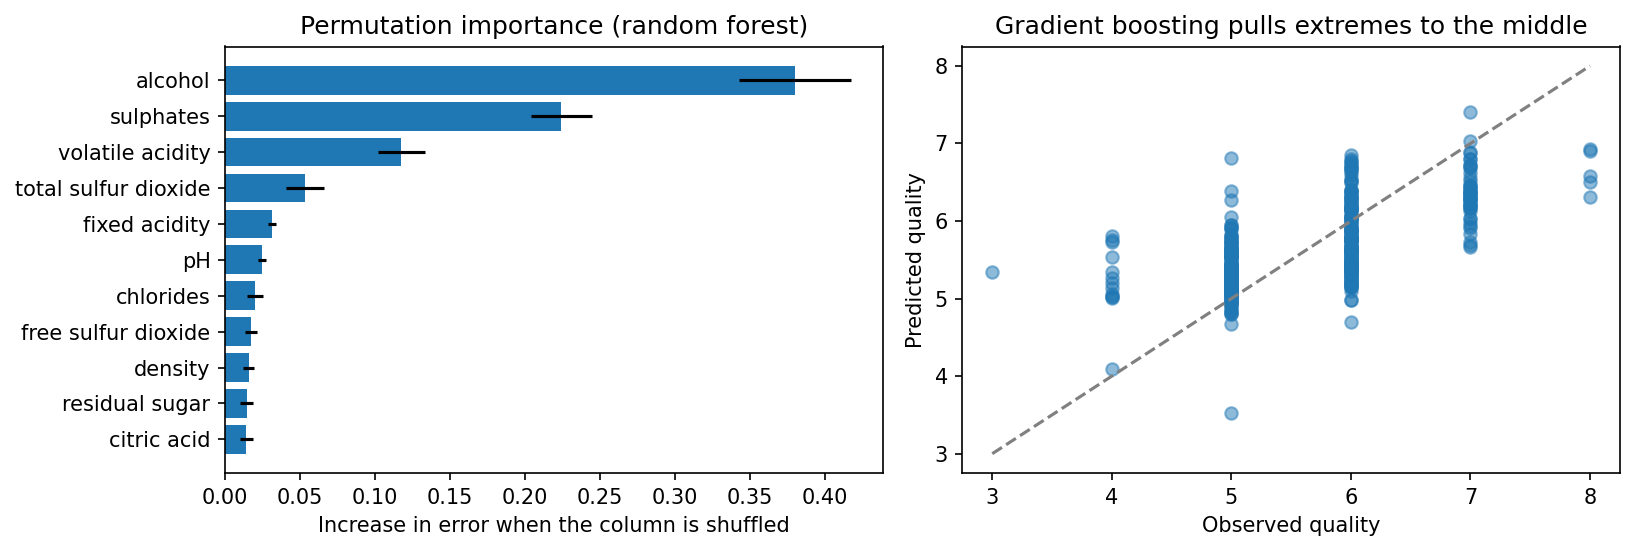 Permutation importance (random forest)
alcohol
sulphates
volatile acidity
total sulfur dioxide
fixed acidity
pH
chlorides
free sulfur dioxide
density
residual sugar
citric acid
0.00 0.05 0.10 0.15 0.20 0.25 0.30 0.35 0.40
Increase in error when the column is shuffled
Gradient boosting pulls extremes to the middle
Predicted quality
8
7
6
5
4
3
3 4 5 6 7 8
Observed quality